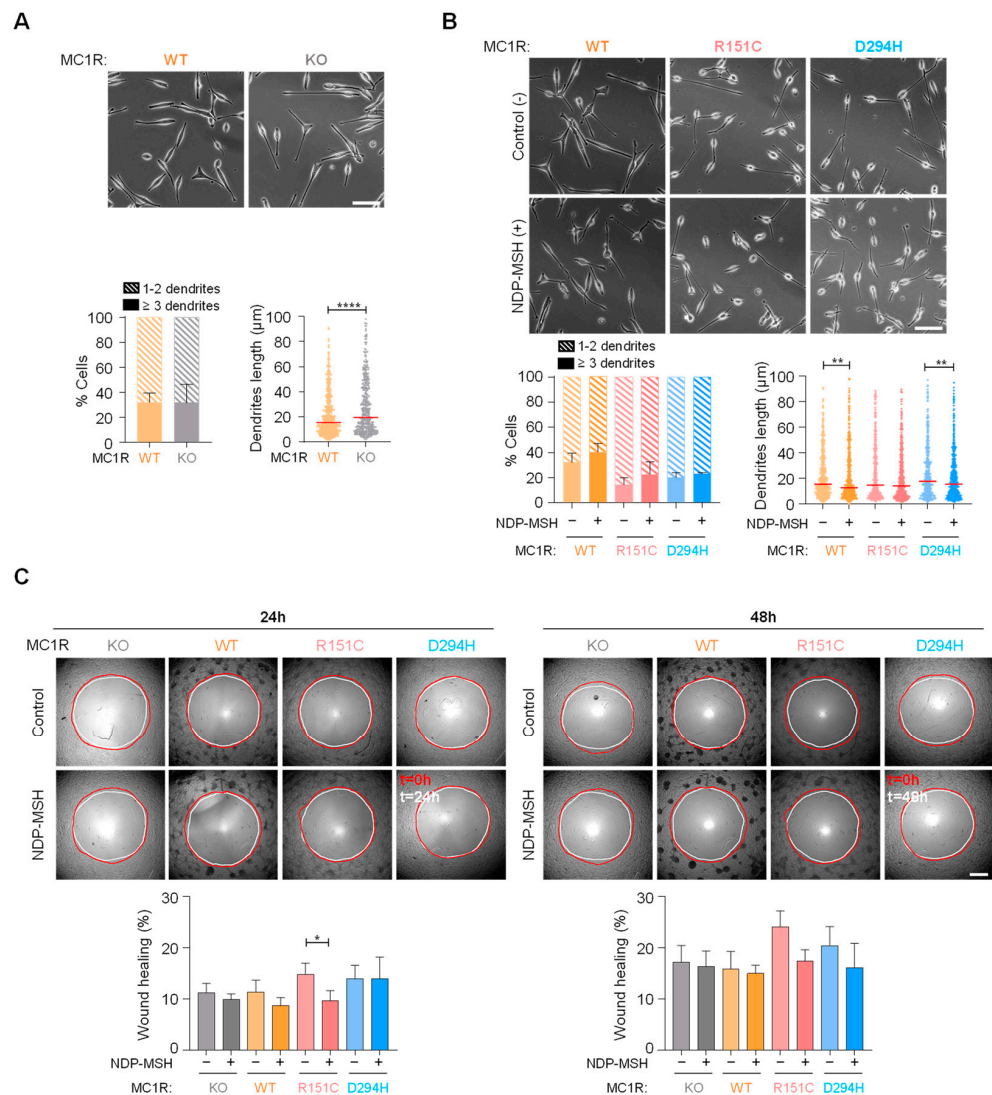 A
MC1R: WT KO
1-2 dendrites
≥ 3 dendrites
% Cells
100
80
60
40
20
0
MC1R WT KO
Dendrites length (µm)
100
80
60
40
20
0
****
MC1R WT KO
B
MC1R: WT R151C D294H
Control (-)
NDP-MSH (+)
1-2 dendrites
≥ 3 dendrites
% Cells
100
80
60
40
20
0
NDP-MSH – + – + – +
MC1R: WT R151C D294H
Dendrites length (µm)
100
80
60
40
20
0
** **
NDP-MSH – + – + – +
MC1R: WT R151C D294H
C
24h
MC1R KO WT R151C D294H
Control
NDP-MSH
t=0h
t=24h
Wound healing (%)
30
20
10
0
*
NDP-MSH – + – + – + – +
MC1R: KO WT R151C D294H
48h
KO WT R151C D294H
t=0h
t=48h
Wound healing (%)
30
20
10
0
NDP-MSH – + – + – + – +
MC1R: KO WT R151C D294H